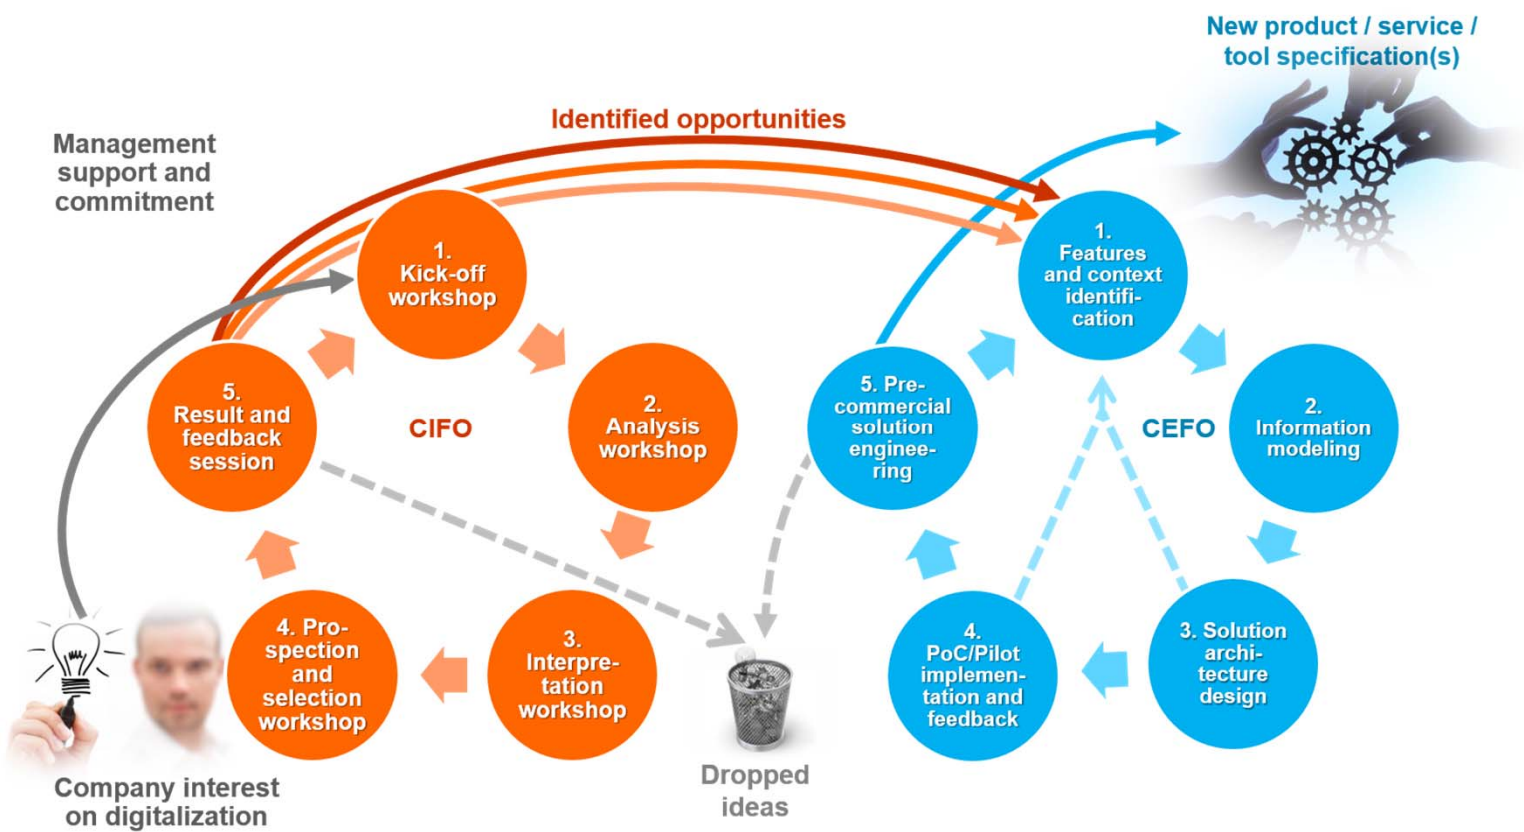 New product / service /
tool specification(s)
Identified opportunities
Management
support and
commitment
1.
Kick-off
workshop
1.
Features
and context
identifi-
cation
5.
Result and
feedback
session
CIFO
2.
Analysis
workshop
5. Pre-
commercial
solution
enginee-
ring
CEFO
2.
Information
modeling
4. Pro-
spection
and
selection
workshop
3.
Interpre-
tation
workshop
4.
PoC/Pilot
implemen-
tation and
feedback
3. Solution
archi-
tecture
design
Company interest
on digitalization
Dropped
ideas